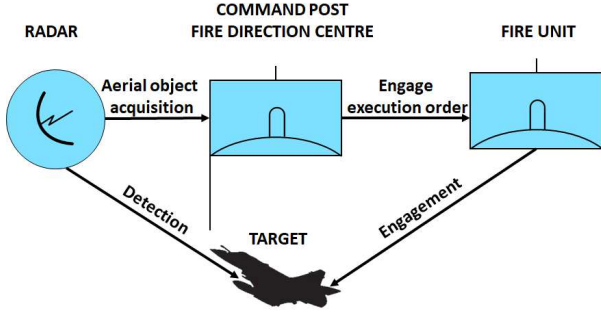 RADAR
COMMAND POST
FIRE DIRECTION CENTRE
FIRE UNIT
Aerial object
acquisition
Engage
execution order
Detection
Engagement
TARGET